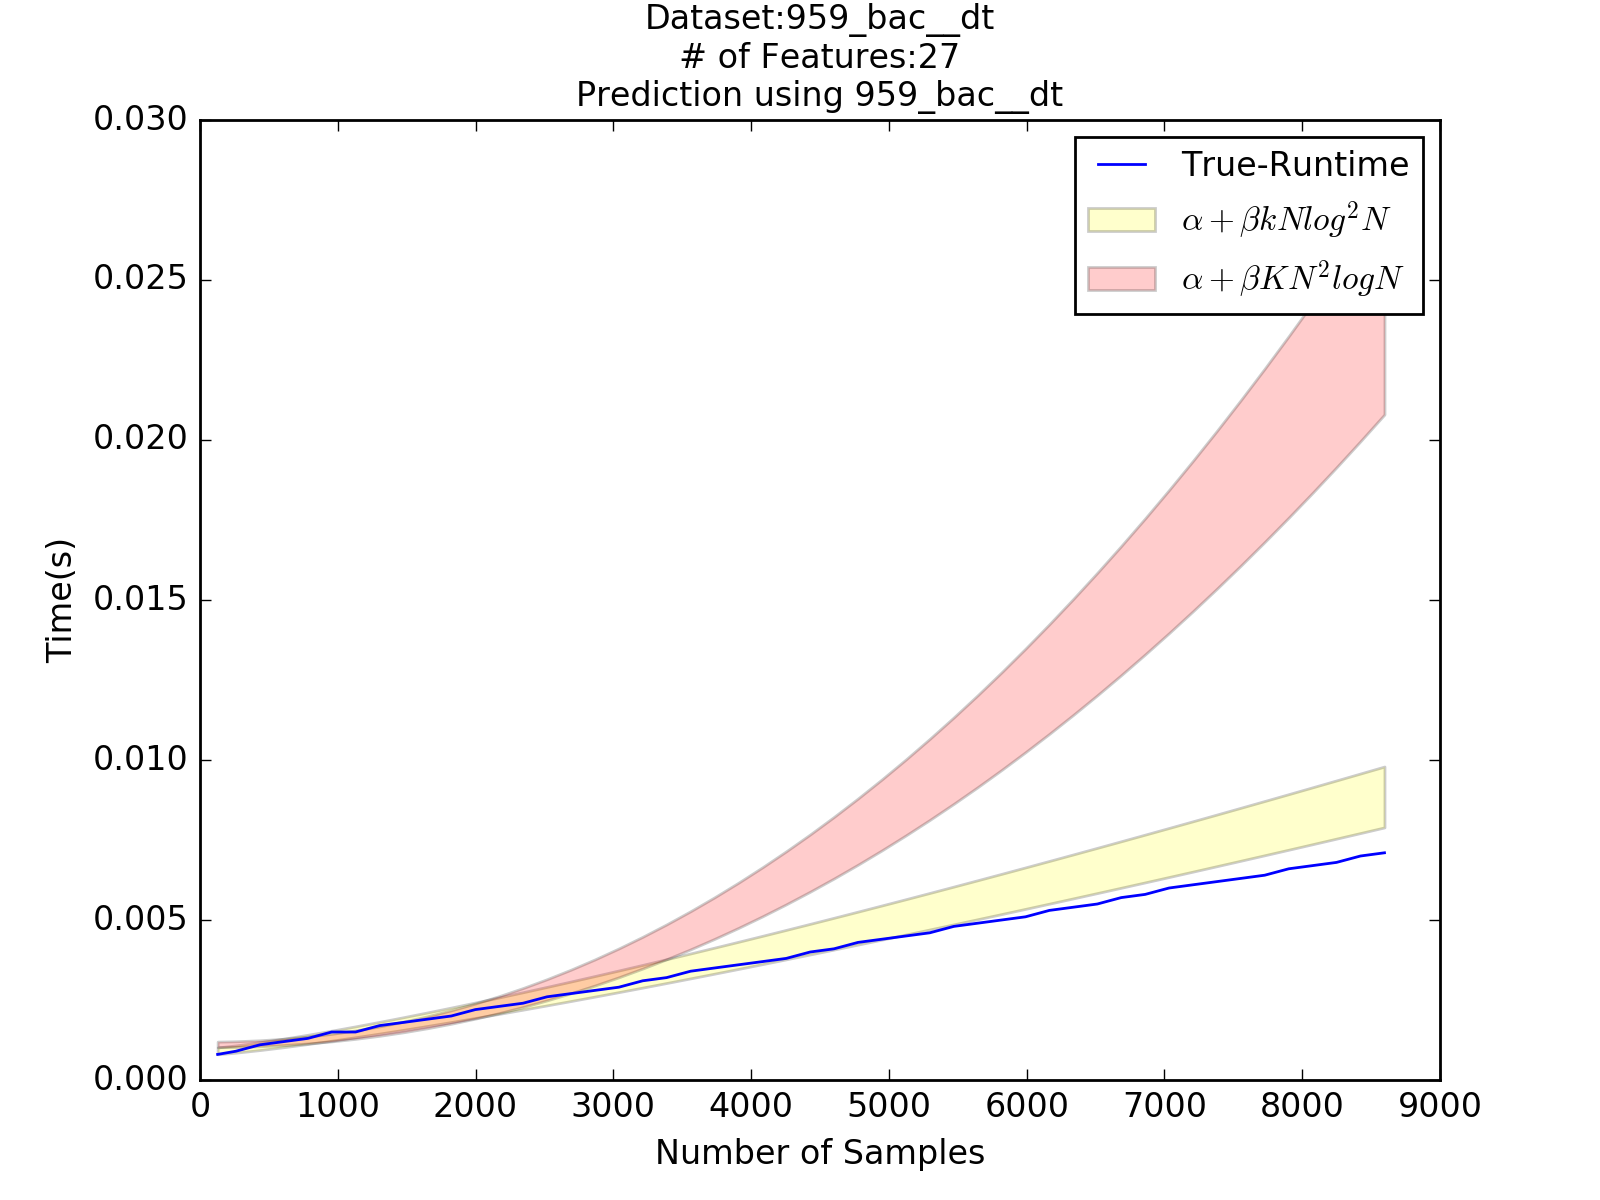 Dataset:959_bac__dt
# of Features:27
Prediction using 959_bac__dt
0.030
0.025
0.020
0.015
0.010
0.005
0.000
Time(s)
True-Runtime
α + βkNlog²N
α + βKN²logN
0 1000 2000 3000 4000 5000 6000 7000 8000 9000
Number of Samples